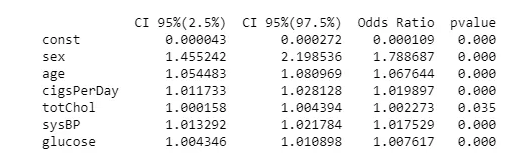 CI 95%(2.5%) CI 95%(97.5%) Odds Ratio pvalue
const 0.000043 0.000272 0.000109 0.000
sex 1.455242 2.198536 1.788687 0.000
age 1.054483 1.080969 1.067644 0.000
cigsPerDay 1.011733 1.028128 1.019897 0.000
totChol 1.000158 1.004394 1.002273 0.035
sysBP 1.013292 1.021784 1.017529 0.000
glucose 1.004346 1.010898 1.007617 0.000